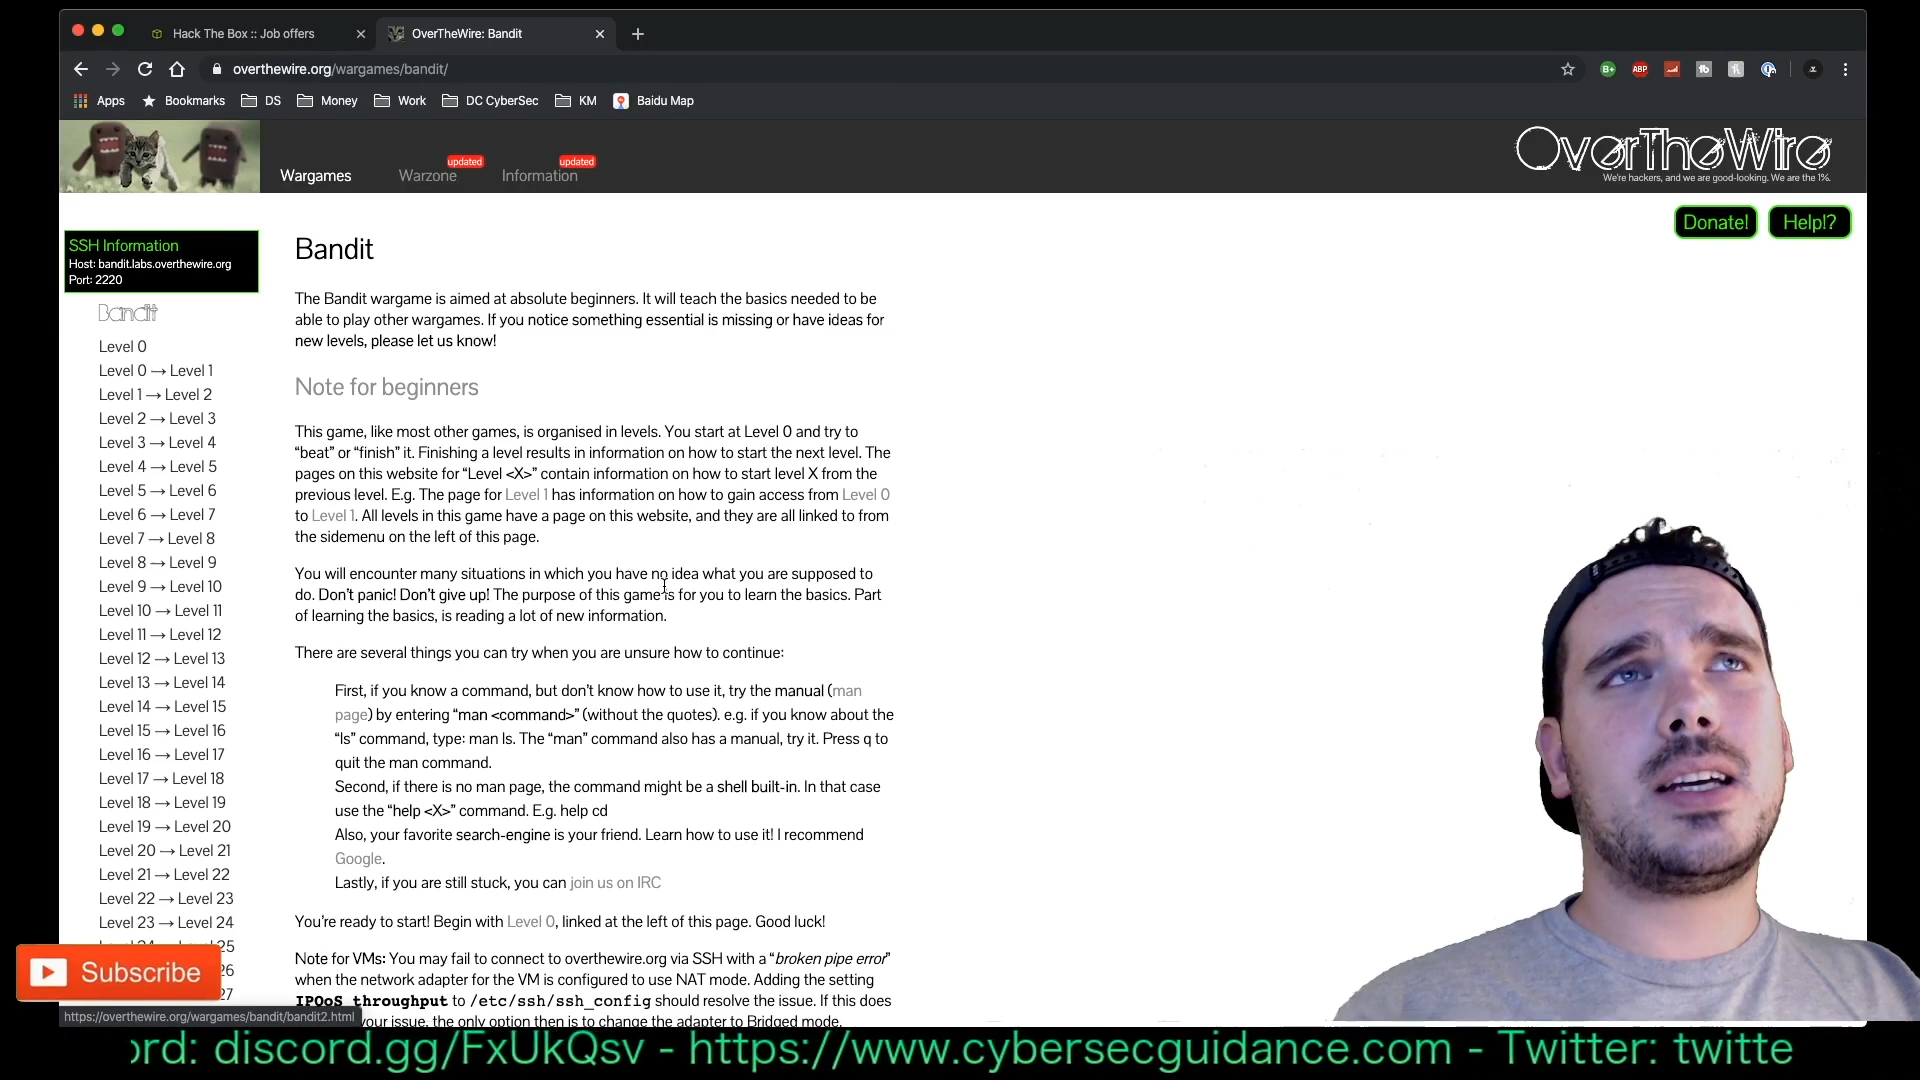 Hack The Box :: Job offers
OverTheWire: Bandit
overthewire.org/wargames/bandit/
B+
ABP
tb
Apps
Bookmarks
DS
Money
Work
DC CyberSec
KM
Baidu Map
Wargames
updated
Warzone
updated
Information
OverTheWire
We're hackers, and we are good-looking. We are the 1%.
Donate!
Help!?
SSH Information
Host: bandit.labs.overthewire.org
Port: 2220
Bandit
Level 0
Level 0 → Level 1
Level 1 → Level 2
Level 2 → Level 3
Level 3 → Level 4
Level 4 → Level 5
Level 5 → Level 6
Level 6 → Level 7
Level 7 → Level 8
Level 8 → Level 9
Level 9 → Level 10
Level 10 → Level 11
Level 11 → Level 12
Level 12 → Level 13
Level 13 → Level 14
Level 14 → Level 15
Level 15 → Level 16
Level 16 → Level 17
Level 17 → Level 18
Level 18 → Level 19
Level 19 → Level 20
Level 20 → Level 21
Level 21 → Level 22
Level 22 → Level 23
Level 23 → Level 24
25
26
27
Bandit
The Bandit wargame is aimed at absolute beginners. It will teach the basics needed to be
able to play other wargames. If you notice something essential is missing or have ideas for
new levels, please let us know!
Note for beginners
This game, like most other games, is organised in levels. You start at Level 0 and try to
“beat” or “finish” it. Finishing a level results in information on how to start the next level. The
pages on this website for “Level <X>” contain information on how to start level X from the
previous level. E.g. The page for Level 1 has information on how to gain access from Level 0
to Level 1. All levels in this game have a page on this website, and they are all linked to from
the sidemenu on the left of this page.
You will encounter many situations in which you have no idea what you are supposed to
do. Don't panic! Don't give up! The purpose of this game is for you to learn the basics. Part
of learning the basics, is reading a lot of new information.
There are several things you can try when you are unsure how to continue:
First, if you know a command, but don't know how to use it, try the manual (man
page) by entering “man <command>” (without the quotes). e.g. if you know about the
“ls” command, type: man ls. The “man” command also has a manual, try it. Press q to
quit the man command.
Second, if there is no man page, the command might be a shell built-in. In that case
use the “help <X>” command. E.g. help cd
Also, your favorite search-engine is your friend. Learn how to use it! I recommend
Google.
Lastly, if you are still stuck, you can join us on IRC
You're ready to start! Begin with Level 0, linked at the left of this page. Good luck!
Note for VMs: You may fail to connect to overthewire.org via SSH with a “broken pipe error”
when the network adapter for the VM is configured to use NAT mode. Adding the setting
IPQoS throughput to /etc/ssh/ssh_config should resolve the issue. If this does
your issue, the only option then is to change the adapter to Bridged mode.
Subscribe
https://overthewire.org/wargames/bandit/bandit2.html
ord: discord.gg/FxUkQsv - https://www.cybersecguidance.com - Twitter: twitte